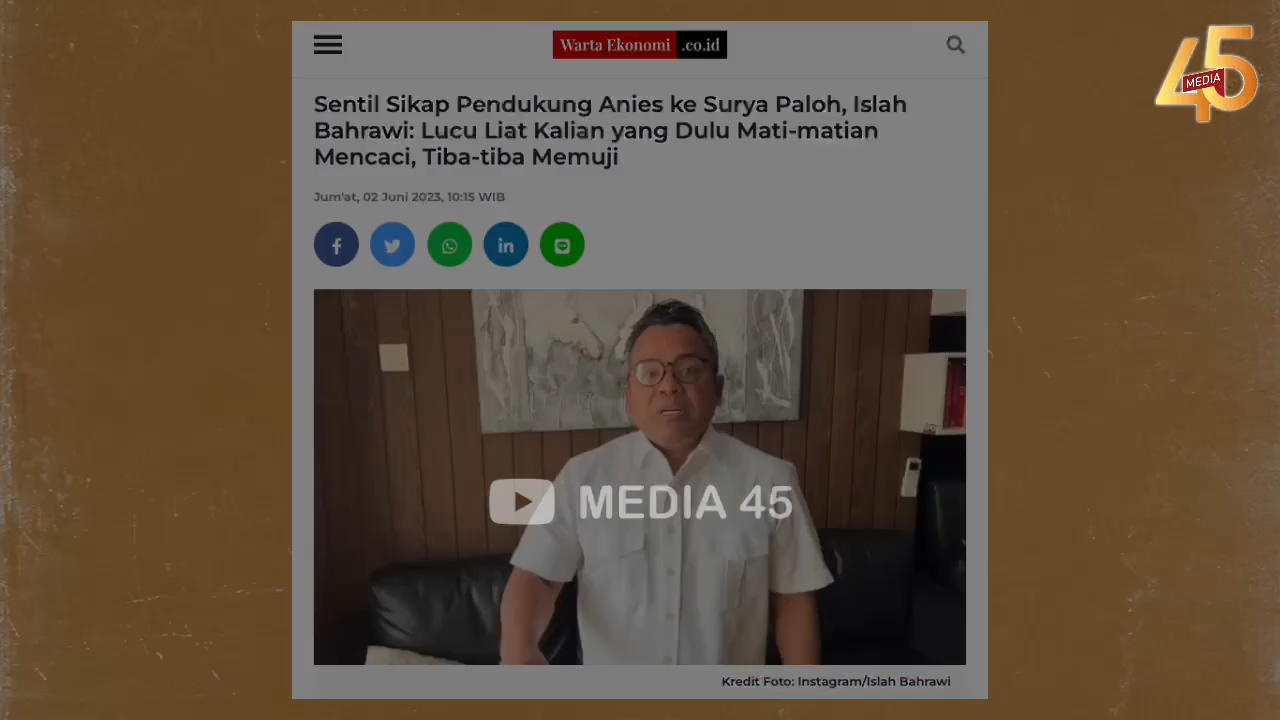 Warta Ekonomi .co.id
45
MEDIA
Sentil Sikap Pendukung Anies ke Surya Paloh, Islah
Bahrawi: Lucu Liat Kalian yang Dulu Mati-matian
Mencaci, Tiba-tiba Memuji
Jum'at, 02 Juni 2023, 10:15 WIB
MEDIA 45
Kredit Foto: Instagram/Islah Bahrawi